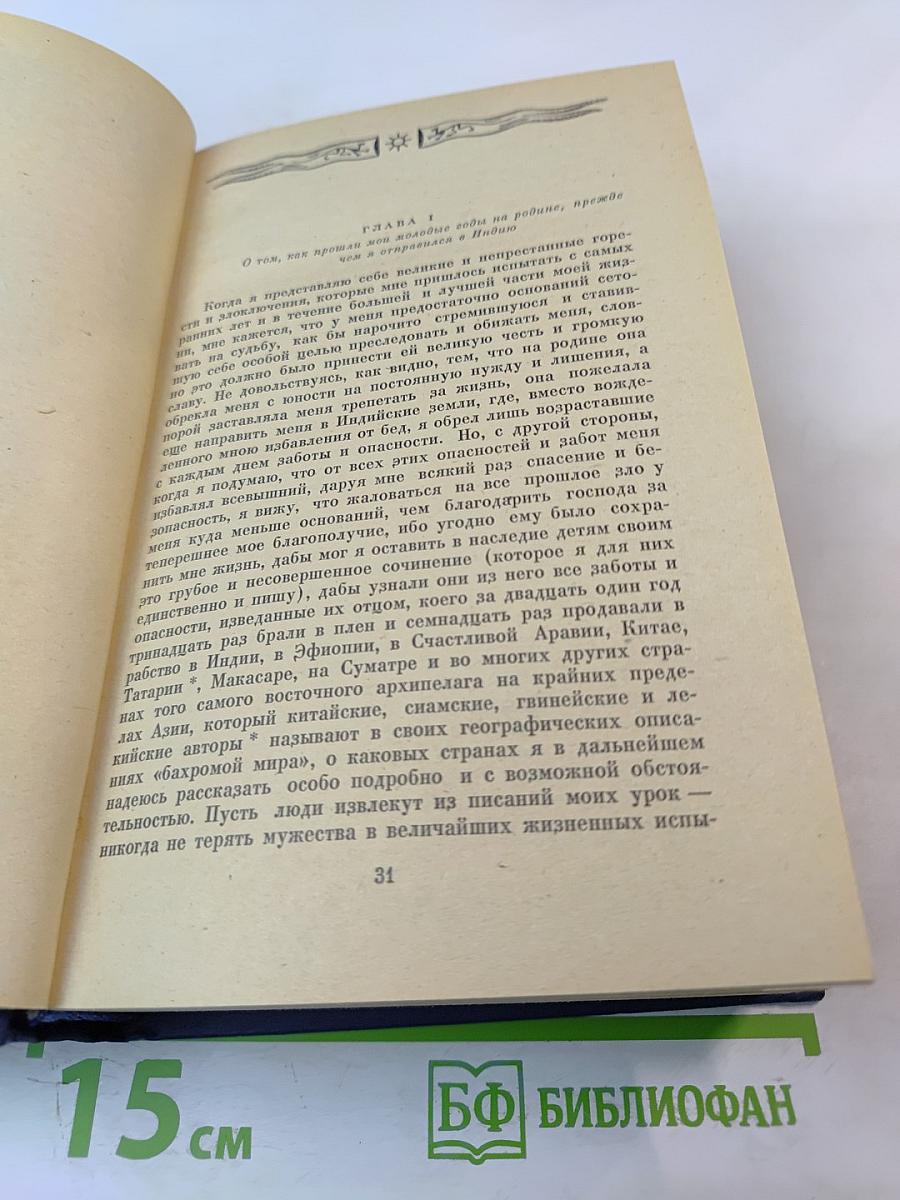 ГЛАВА I
О том, как прошли мои молодые годы на родине, прежде
чем я отправился в Индию
Когда я представляю себе великие и непрестанные горе-
сти и злоключения, которые мне пришлось испытать с самых
ранних лет и в течение большей и лучшей части моей жиз-
ни, мне кажется, что у меня предостаточно оснований сето-
вать на судьбу, как бы нарочито стремившуюся и ставив-
шую себе особой целью преследовать и обижать меня, слов-
но это должно было принести ей великую честь и громкую
славу. Не довольствуясь, как видно, тем, что на родине она
обрекла меня с юности на постоянную нужду и лишения, а
порой заставляла меня трепетать за жизнь, она пожелала
еще направить меня в Индийские земли, где, вместо вожде-
ленного мною избавления от бед, я обрел лишь возраставшие
с каждым днем заботы и опасности. Но, с другой стороны,
когда я подумаю, что от всех этих опасностей и забот меня
избавлял всевышний, даруя мне всякий раз спасение и бе-
зопасность, я вижу, что жаловаться на все прошлое зло у
меня куда меньше оснований, чем благодарить господа за
теперешнее мое благополучие, ибо угодно ему было сохра-
нить мне жизнь, дабы мог я оставить в наследие детям своим
это грубое и несовершенное сочинение (которое я для них
единственно и пишу), дабы узнали они из него все заботы и
опасности, изведанные их отцом, коего за двадцать один год
тринадцать раз брали в плен и семнадцать раз продавали в
рабство в Индии, в Эфиопии, в Счастливой Аравии, Китае,
Татарии *, Макасаре, на Суматре и во многих других стра-
нах того самого восточного архипелага на крайних преде-
лах Азии, который китайские, сиамские, гвинейские и ле-
кийские авторы * называют в своих географических описа-
ниях «бахромой мира», о каковых странах я в дальнейшем
надеюсь рассказать особо подробно и с возможной обстоя-
тельностью. Пусть люди извлекут из писаний моих урок —
никогда не терять мужества в величайших жизненных испы-
31
15 см
БФ БИБЛИОФАН